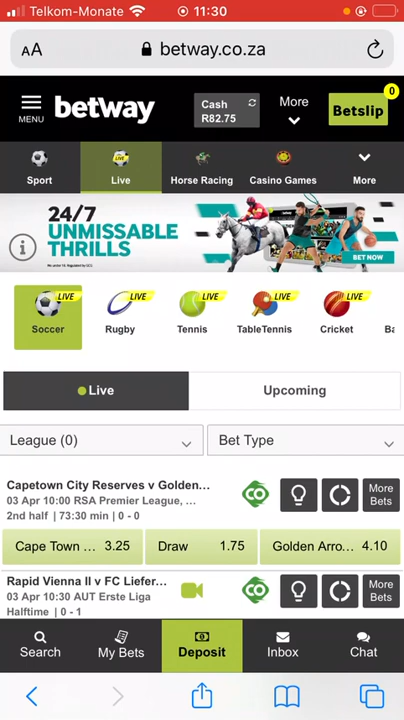 Telkom-Monate
11:30
AA
betway.co.za
MENU
betway
Cash
R82.75
More
Betslip
0
Sport
LIVE
Live
Horse Racing
Casino Games
More
24/7
UNMISSABLE
THRILLS
BET NOW
LIVE
Soccer
LIVE
Rugby
LIVE
Tennis
LIVE
TableTennis
LIVE
Cricket
Ba
Live
Upcoming
League (0)
Bet Type
Capetown City Reserves v Golden...
03 Apr 10:00 RSA Premier League, ...
2nd half | 73:30 min | 0 - 0
CO
More
Bets
Cape Town ... 3.25
Draw 1.75
Golden Arro... 4.10
Rapid Vienna II v FC Liefer...
03 Apr 10:30 AUT Erste Liga
Halftime | 0 - 1
CO
More
Bets
Search
My Bets
Deposit
Inbox
Chat